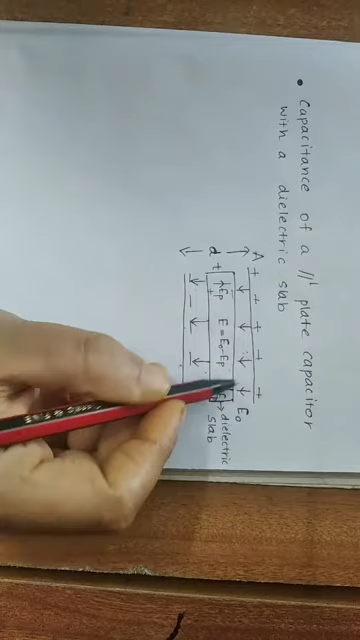 • Capacitance of a //l plate capacitor
with a dielectric slab
A + + + + +
E₀
d
t
Ep E = E₀ - Ep
→ dielectric
slab